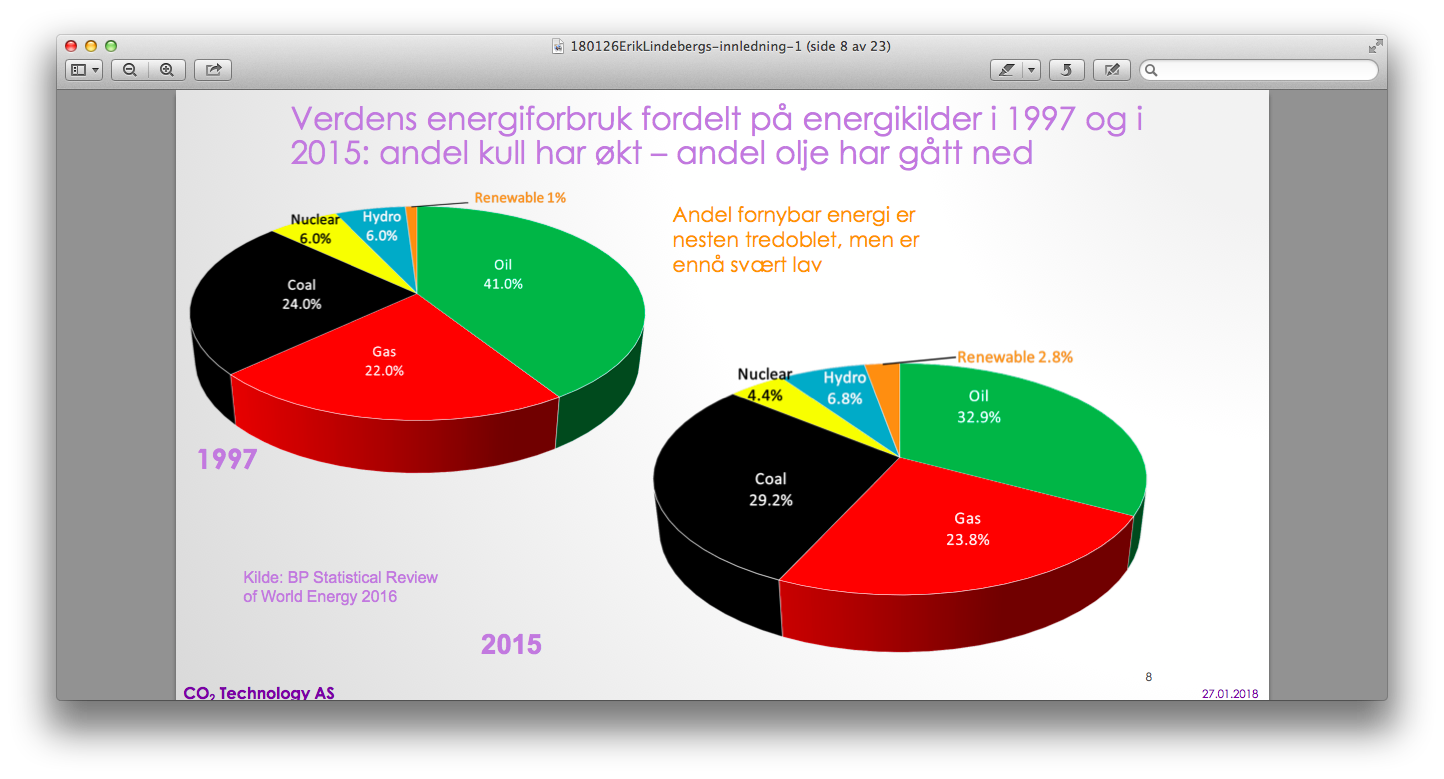 180126ErikLindebergs-innledning-1 (side 8 av 23)
Verdens energiforbruk fordelt på energikilder i 1997 og i
2015: andel kull har økt – andel olje har gått ned
Renewable 1%
Nuclear
6.0%
Hydro
6.0%
Oil
41.0%
Coal
24.0%
Gas
22.0%
1997
Andel fornybar energi er
nesten tredoblet, men er
ennå svært lav
Renewable 2.8%
Nuclear
4.4%
Hydro
6.8%
Oil
32.9%
Coal
29.2%
Gas
23.8%
Kilde: BP Statistical Review
of World Energy 2016
2015
8
CO₂ Technology AS
27.01.2018